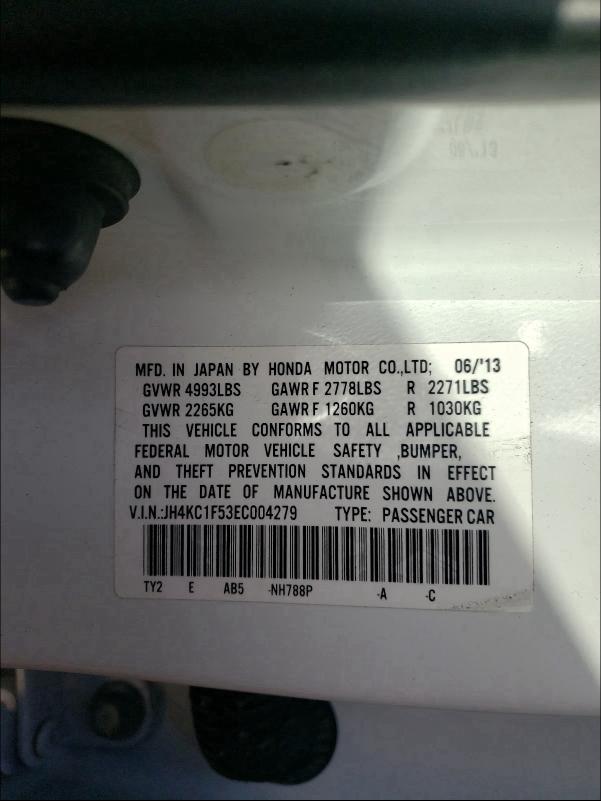 MFD. IN JAPAN BY HONDA MOTOR CO.,LTD; 06/'13
GVWR 4993LBS GAWR F 2778LBS R 2271LBS
GVWR 2265KG GAWR F 1260KG R 1030KG
THIS VEHICLE CONFORMS TO ALL APPLICABLE
FEDERAL MOTOR VEHICLE SAFETY ,BUMPER,
AND THEFT PREVENTION STANDARDS IN EFFECT
ON THE DATE OF MANUFACTURE SHOWN ABOVE.
V.I.N.:JH4KC1F53EC004279 TYPE: PASSENGER CAR
TY2 E AB5 -NH788P -A -C